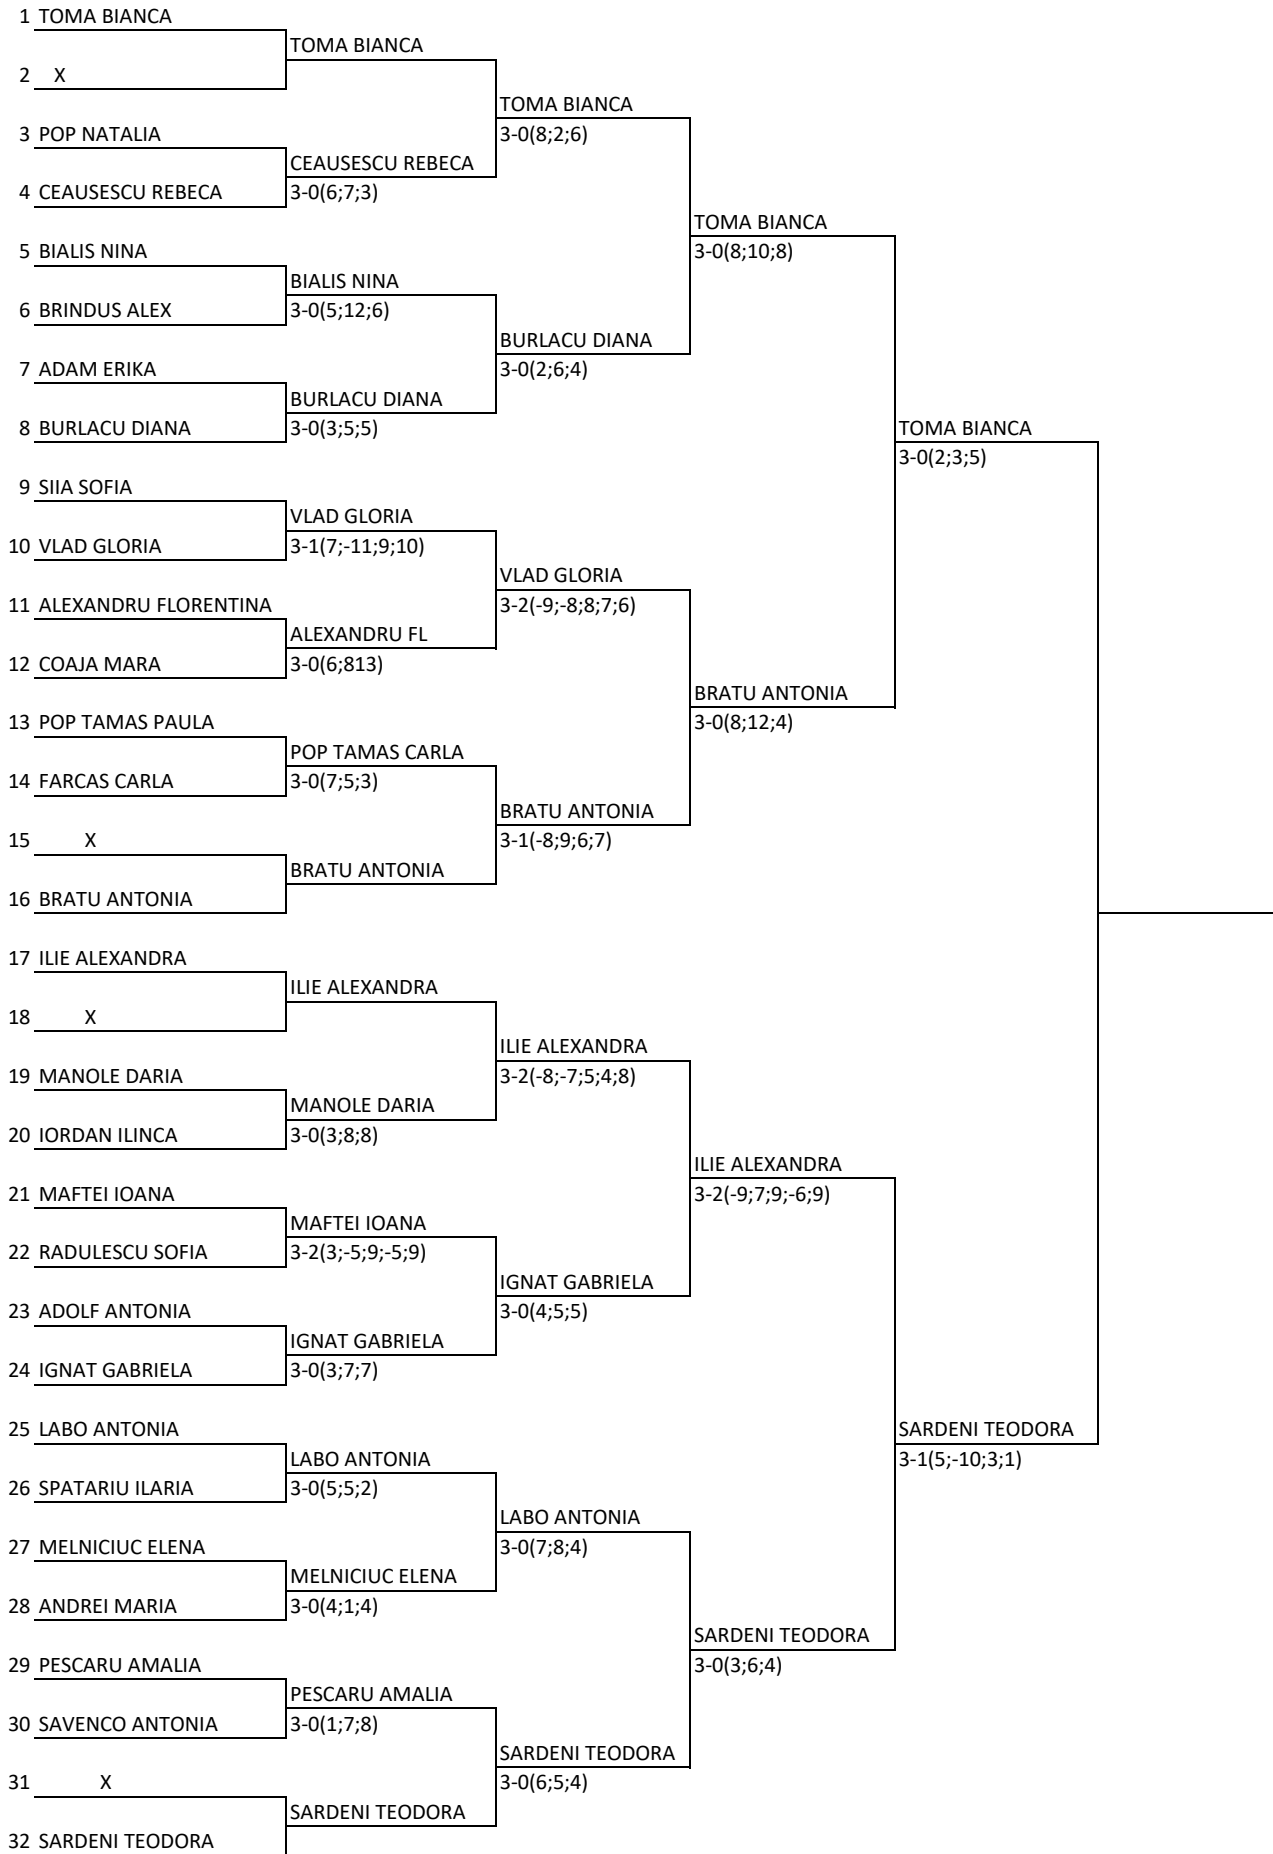 1 TOMA BIANCA
TOMA BIANCA
2 X
TOMA BIANCA
3 POP NATALIA
3-0(8;2;6)
CEAUSESCU REBECA
4 CEAUSESCU REBECA
3-0(6;7;3)
TOMA BIANCA
5 BIALIS NINA
3-0(8;10;8)
BIALIS NINA
6 BRINDUS ALEX
3-0(5;12;6)
BURLACU DIANA
7 ADAM ERIKA
3-0(2;6;4)
BURLACU DIANA
8 BURLACU DIANA
3-0(3;5;5)
TOMA BIANCA
3-0(2;3;5)
9 SIIA SOFIA
VLAD GLORIA
10 VLAD GLORIA
3-1(7;-11;9;10)
VLAD GLORIA
11 ALEXANDRU FLORENTINA
3-2(-9;-8;8;7;6)
ALEXANDRU FL
12 COAJA MARA
3-0(6;813)
BRATU ANTONIA
13 POP TAMAS PAULA
3-0(8;12;4)
POP TAMAS CARLA
14 FARCAS CARLA
3-0(7;5;3)
BRATU ANTONIA
15 X
3-1(-8;9;6;7)
BRATU ANTONIA
16 BRATU ANTONIA
17 ILIE ALEXANDRA
ILIE ALEXANDRA
18 X
ILIE ALEXANDRA
19 MANOLE DARIA
3-2(-8;-7;5;4;8)
MANOLE DARIA
20 IORDAN ILINCA
3-0(3;8;8)
ILIE ALEXANDRA
21 MAFTEI IOANA
3-2(-9;7;9;-6;9)
MAFTEI IOANA
22 RADULESCU SOFIA
3-2(3;-5;9;-5;9)
IGNAT GABRIELA
23 ADOLF ANTONIA
3-0(4;5;5)
IGNAT GABRIELA
24 IGNAT GABRIELA
3-0(3;7;7)
25 LABO ANTONIA
SARDENI TEODORA
LABO ANTONIA
3-1(5;-10;3;1)
26 SPATARIU ILARIA
3-0(5;5;2)
LABO ANTONIA
27 MELNICIUC ELENA
3-0(7;8;4)
MELNICIUC ELENA
28 ANDREI MARIA
3-0(4;1;4)
SARDENI TEODORA
29 PESCARU AMALIA
3-0(3;6;4)
PESCARU AMALIA
30 SAVENCO ANTONIA
3-0(1;7;8)
SARDENI TEODORA
31 X
3-0(6;5;4)
SARDENI TEODORA
32 SARDENI TEODORA